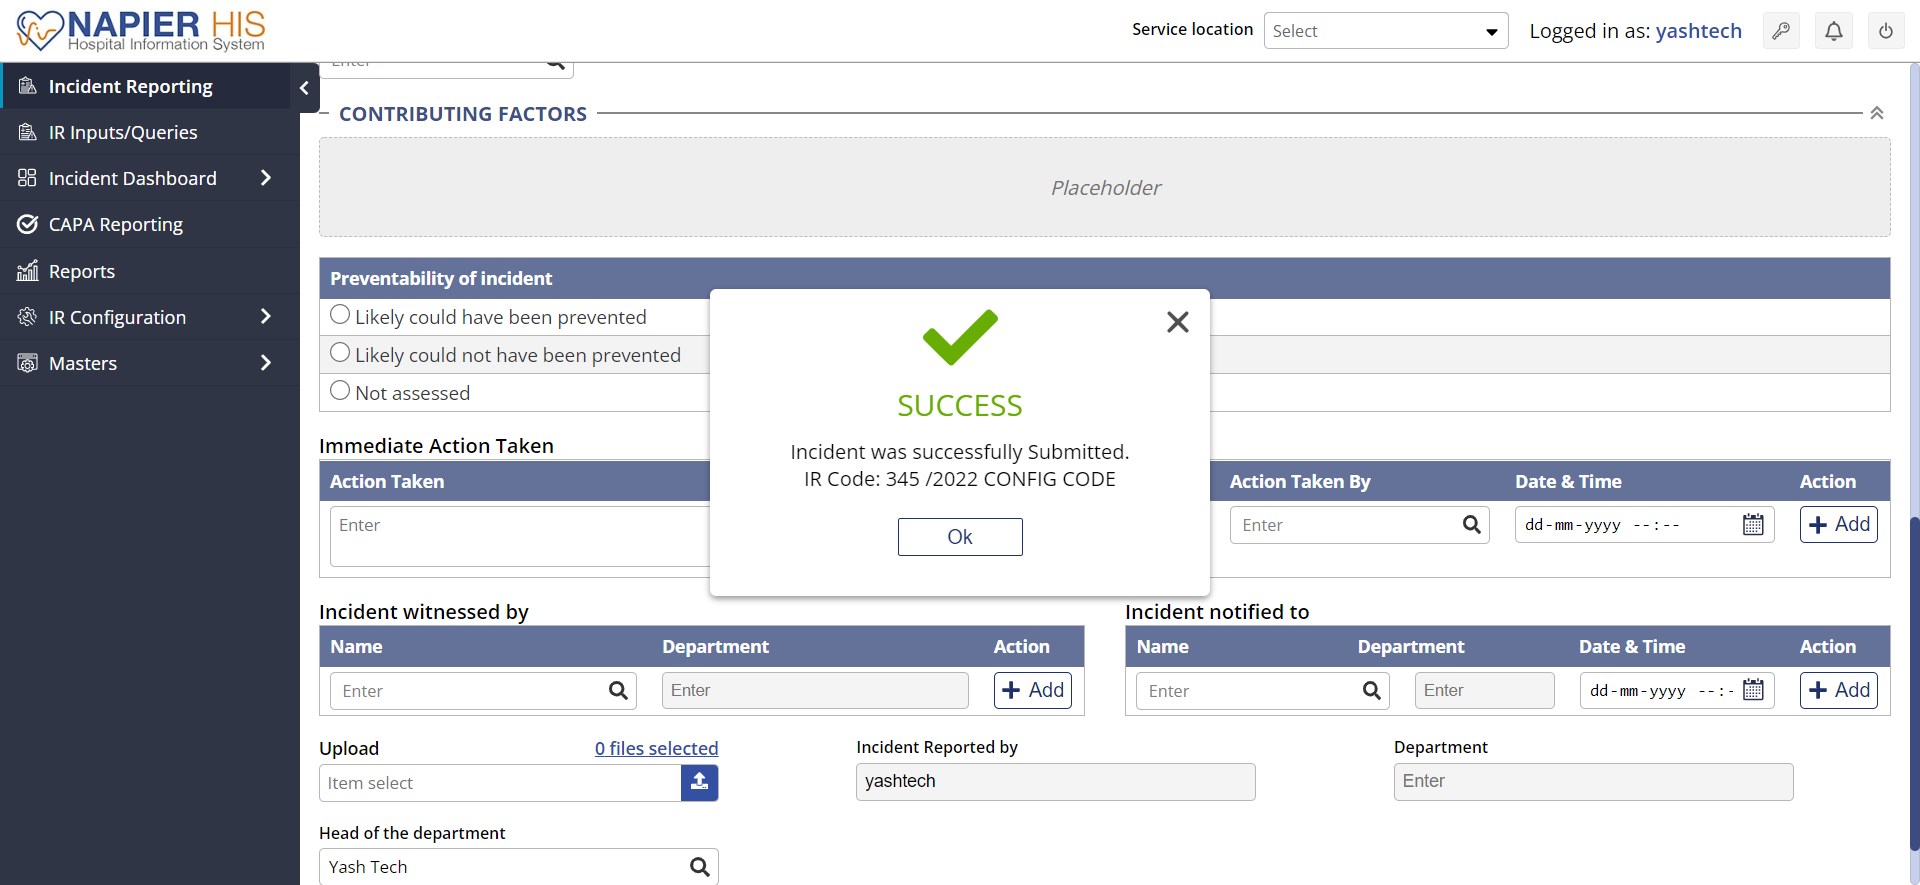 NAPIER HIS
Hospital Information System
Service location
Select
Logged in as: yashtech
Incident Reporting
IR Inputs/Queries
Incident Dashboard
CAPA Reporting
Reports
IR Configuration
Masters
Enter
CONTRIBUTING FACTORS
Placeholder
Preventability of incident
Likely could have been prevented
Likely could not have been prevented
Not assessed
SUCCESS
Incident was successfully Submitted.
IR Code: 345 /2022 CONFIG CODE
Ok
Immediate Action Taken
Action Taken
Action Taken By
Date & Time
Action
Enter
Enter
dd-mm-yyyy --:--
Add
Incident witnessed by
Name
Department
Action
Enter
Enter
Add
Incident notified to
Name
Department
Date & Time
Action
Enter
Enter
dd-mm-yyyy --:-
Add
Upload
0 files selected
Item select
Incident Reported by
yashtech
Department
Enter
Head of the department
Yash Tech